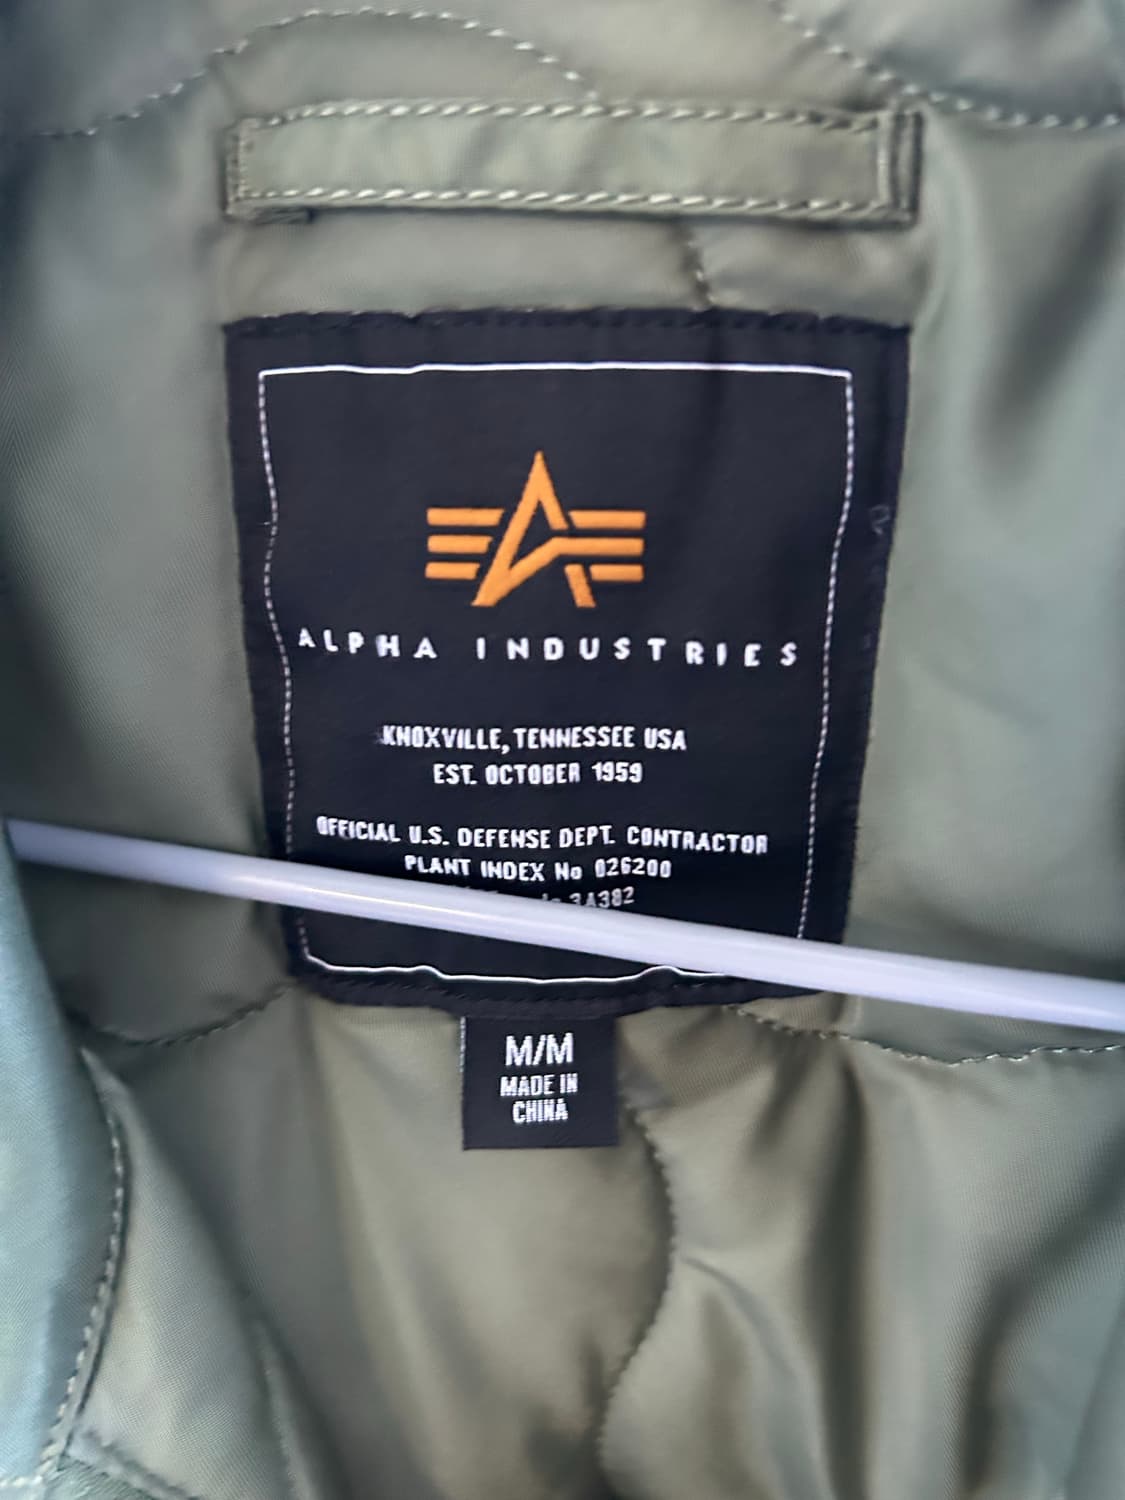 ALPHA INDUSTRIES
KNOXVILLE, TENNESSEE USA
EST. OCTOBER 1959
OFFICIAL U.S. DEFENSE DEPT. CONTRACTOR
PLANT INDEX No 026200
3A382
M/M
MADE IN
CHINA